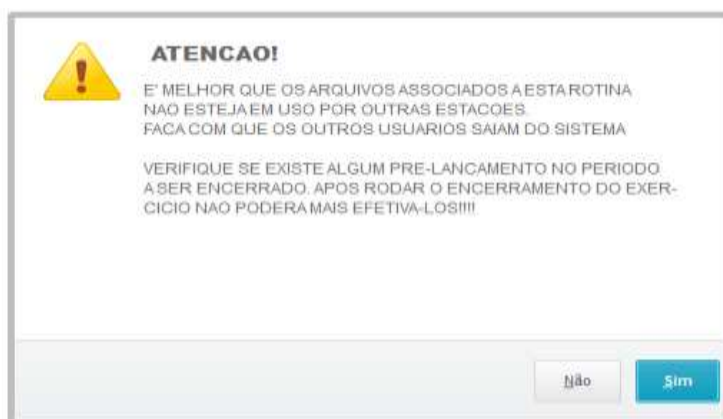 ATENCAO!
E' MELHOR QUE OS ARQUIVOS ASSOCIADOS A ESTA ROTINA
NAO ESTEJA EM USO POR OUTRAS ESTACOES.
FACA COM QUE OS OUTROS USUARIOS SAIAM DO SISTEMA
VERIFIQUE SE EXISTE ALGUM PRE-LANCAMENTO NO PERIODO
A SER ENCERRADO. APOS RODAR O ENCERRAMENTO DO EXER-
CICIO NAO PODERA MAIS EFETIVA-LOS!!!!
Não
Sim